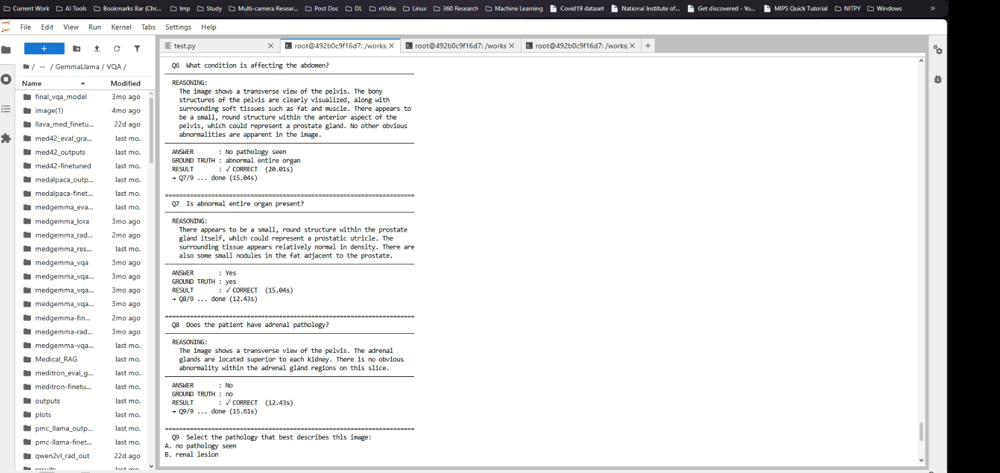 Current Work AI Tools Bookmarks Bar (Chr... Imp Study Multi-camera Resear... Post Doc DL nVidia Linux 360 Research Machine Learning Covid19 dataset National Institute of... Get discovered - Yo... MIPS Quick Tutorial NITPY Windows »
File Edit View Run Kernel Tabs Settings Help
test.py root@492b0c9f16d7: /works root@492b0c9f16d7: /works root@492b0c9f16d7: /works
/ ... / GemmaLlama / VQA /
Name Modified
final_vqa_model 3mo ago
image(1) 4mo ago
llava_med_finetu... 22d ago
med42_eval_gra... last mo.
med42_outputs last mo.
med42-finetuned last mo.
medalpaca_outp... last mo.
medalpaca-finet... last mo.
medgemma_eva... last mo.
medgemma_lora 3mo ago
medgemma_rad... 2mo ago
medgemma_res... last mo.
medgemma_vqa 3mo ago
medgemma_vqa... 3mo ago
medgemma_vqa... 3mo ago
medgemma_vqa... 3mo ago
medgemma-fin... 2mo ago
medgemma-rad... 3mo ago
medgemma-vqa... last mo.
Medical_RAG last mo.
meditron_eval_g... last mo.
meditron-finetu... last mo.
outputs last mo.
plots last mo.
pmc_llama_outp... last mo.
pmc-llama-finet... last mo.
qwen2vl_rad_out 22d ago
results last mo.
Q6 What condition is affecting the abdomen?
REASONING:
The image shows a transverse view of the pelvis. The bony
structures of the pelvis are clearly visualized, along with
surrounding soft tissues such as fat and muscle. There appears to
be a small, round structure within the anterior aspect of the
pelvis, which could represent a prostate gland. No other obvious
abnormalities are apparent in the image.
ANSWER : No pathology seen
GROUND TRUTH : abnormal entire organ
RESULT : ✓ CORRECT (20.01s)
→ Q7/9 ... done (15.04s)
======================================================================
Q7 Is abnormal entire organ present?
REASONING:
There appears to be a small, round structure within the prostate
gland itself, which could represent a prostatic utricle. The
surrounding tissue appears relatively normal in density. There are
also some small nodules in the fat adjacent to the prostate.
ANSWER : Yes
GROUND TRUTH : yes
RESULT : ✓ CORRECT (15.04s)
→ Q8/9 ... done (12.43s)
======================================================================
Q8 Does the patient have adrenal pathology?
REASONING:
The image shows a transverse view of the pelvis. The adrenal
glands are located superior to each kidney. There is no obvious
abnormality within the adrenal gland regions on this slice.
ANSWER : No
GROUND TRUTH : no
RESULT : ✓ CORRECT (12.43s)
→ Q9/9 ... done (15.61s)
======================================================================
Q9 Select the pathology that best describes this image:
A. no pathology seen
B. renal lesion